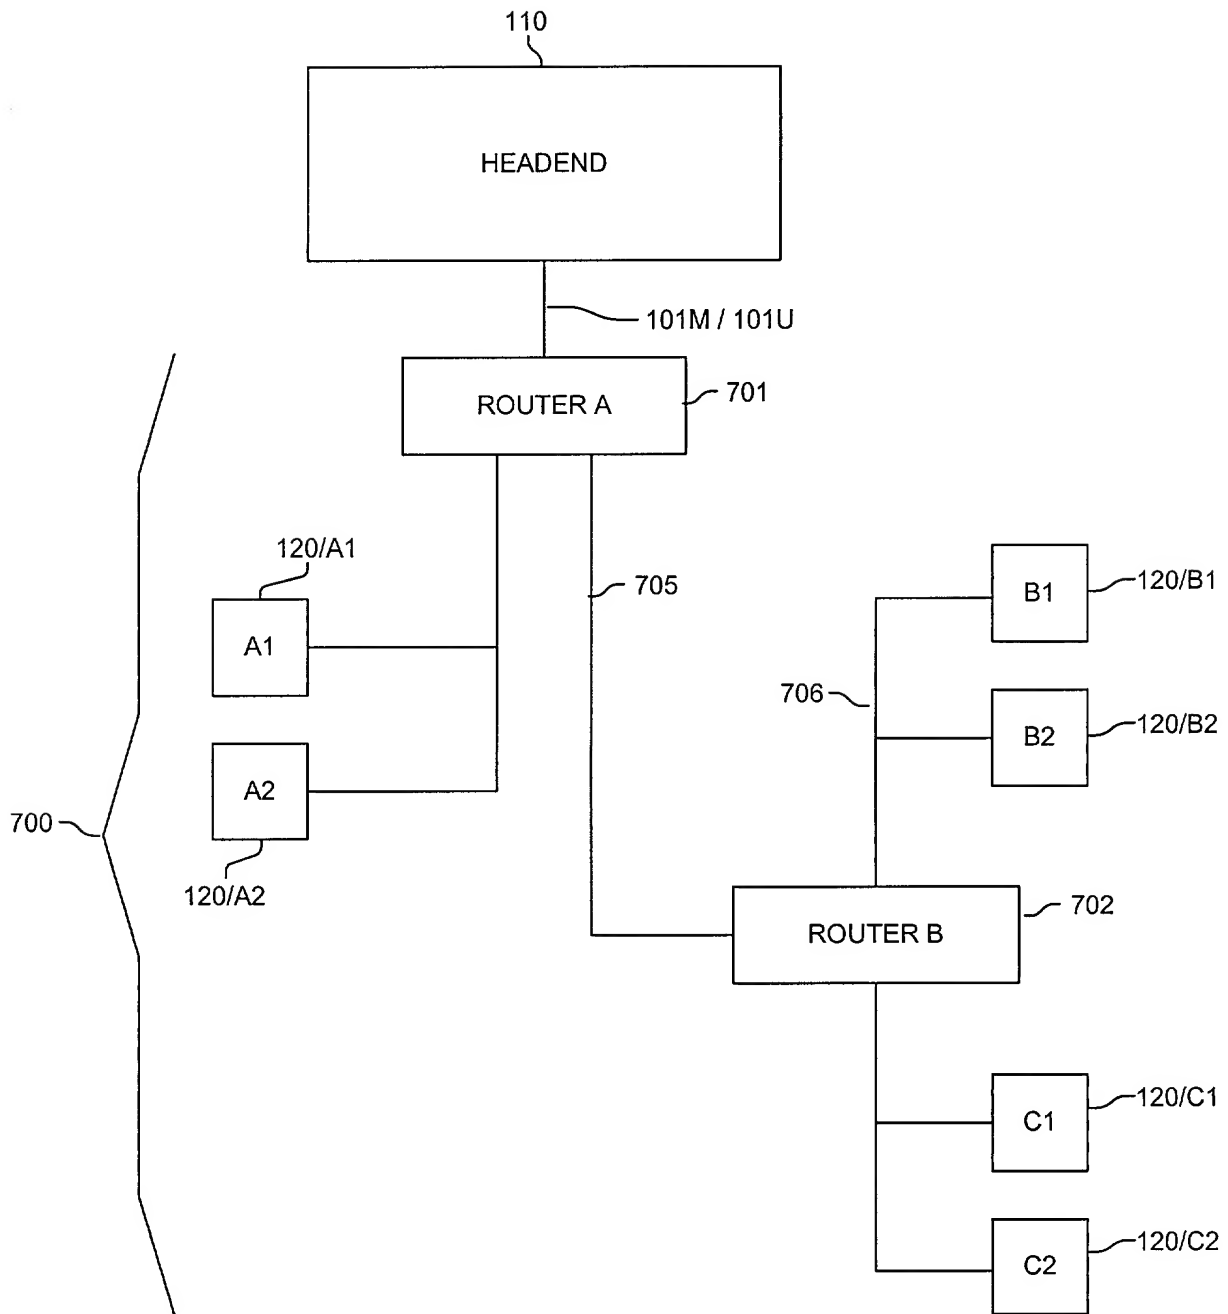 110
HEADEND
101M / 101U
ROUTER A
701
120/A1
A1
705
B1
120/B1
706
B2
120/B2
A2
700
120/A2
ROUTER B
702
C1
120/C1
C2
120/C2